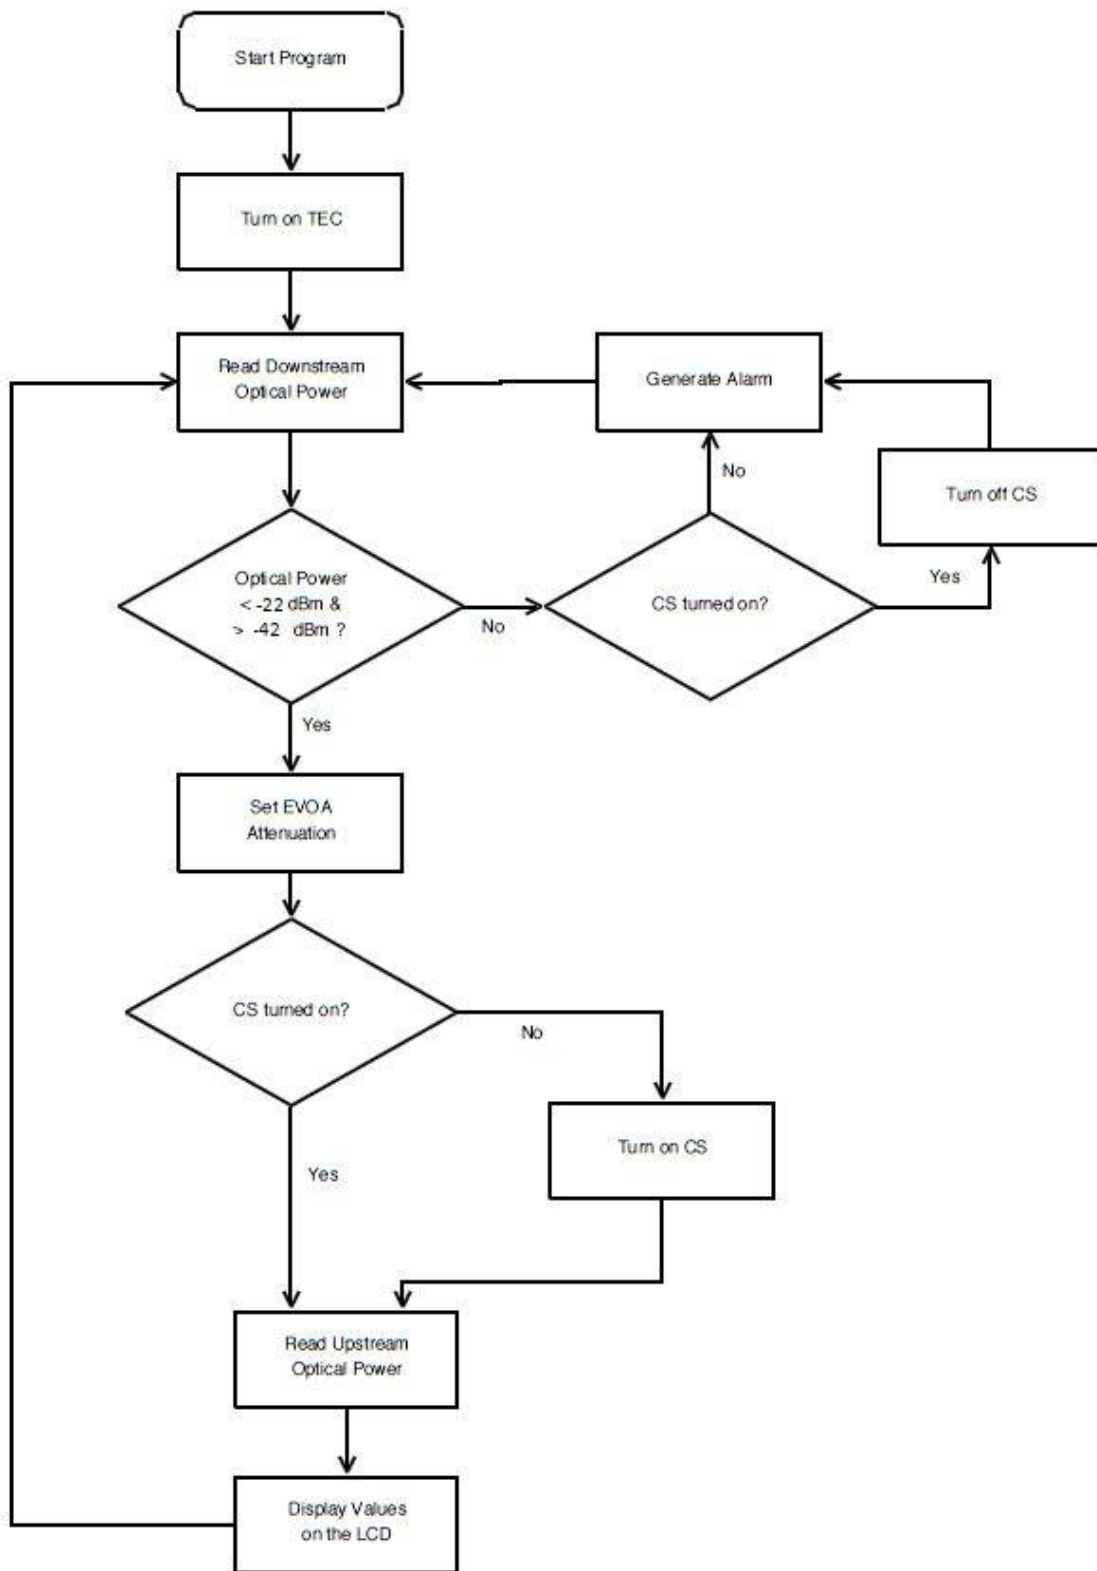 Start Program
Turn on TEC
Read Downstream
Optical Power
Generate Alarm
No
Turn off CS
Optical Power
< -22 dBm &
> -42 dBm ?
No
CS turned on?
Yes
Yes
Set EVOA
Attenuation
CS turned on?
No
Turn on CS
Yes
Read Upstream
Optical Power
Display Values
on the LCD